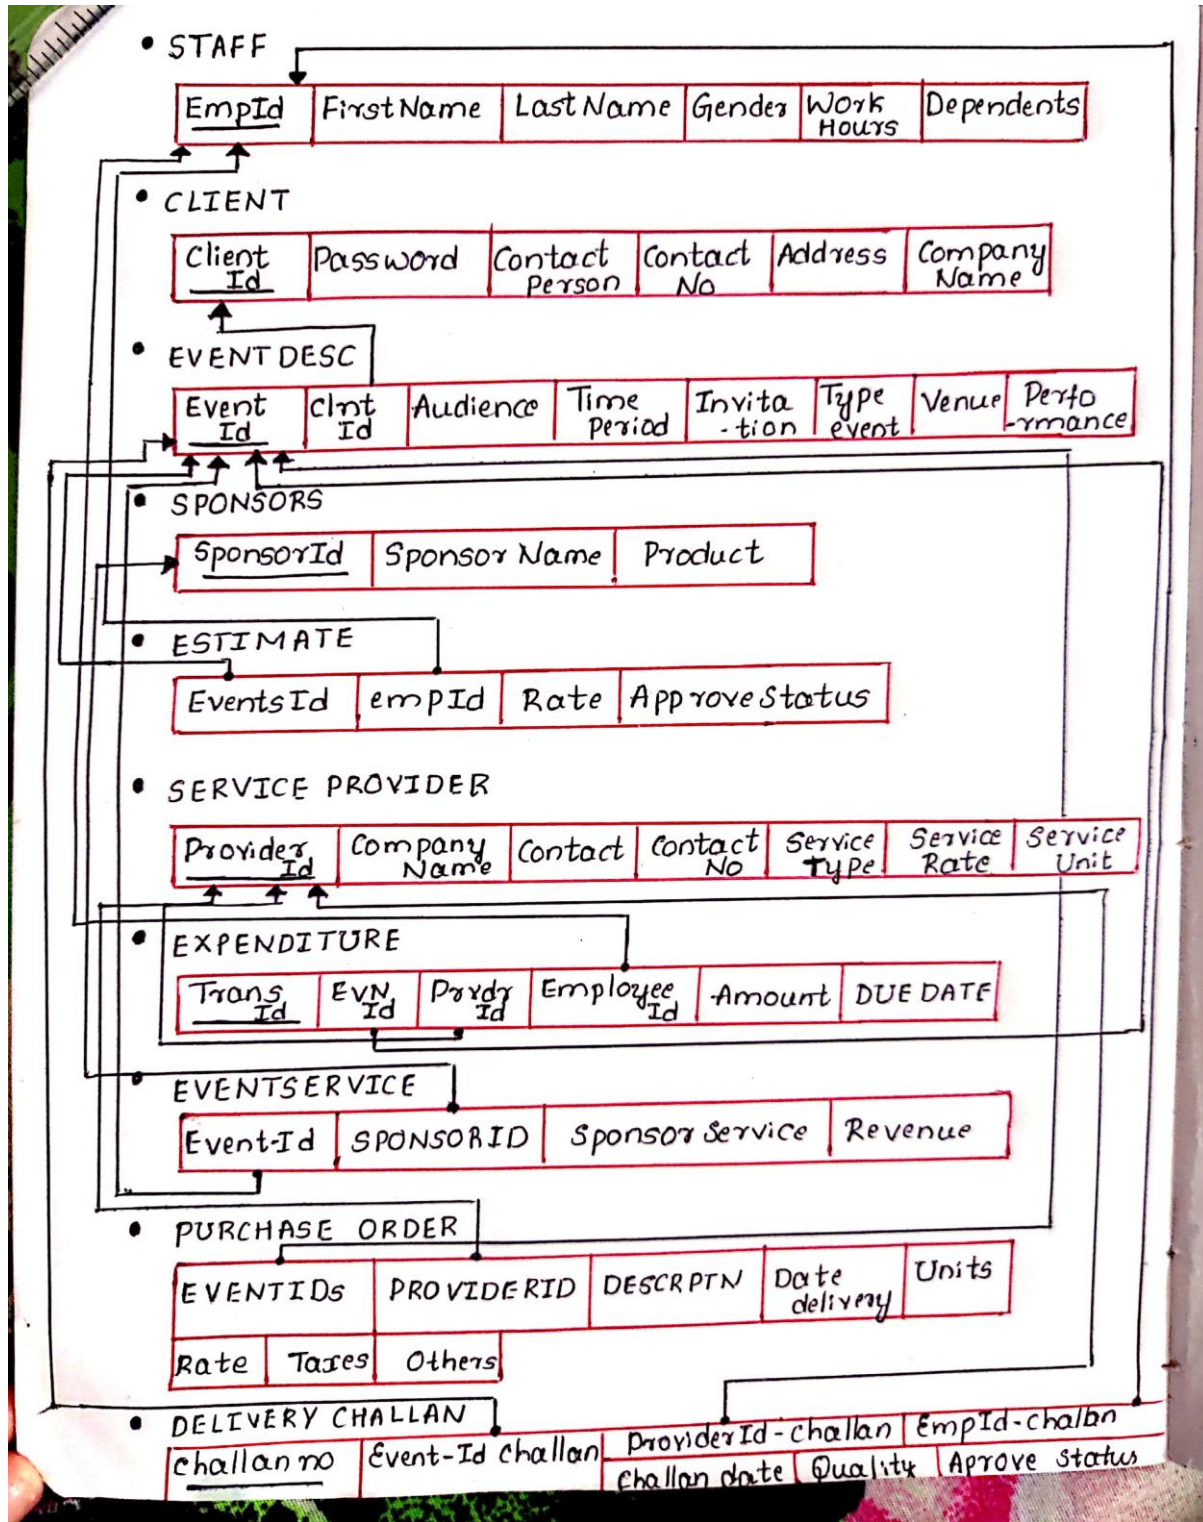 • STAFF
EmpId FirstName LastName Gender Work Hours Dependents
• CLIENT
Client Id Password Contact Person Contact No Address Company Name
• EVENT DESC
Event Id Clnt Id Audience Time Period Invita-tion Type event Venue Perfo-rmance
• SPONSORS
SponsorId Sponsor Name Product
• ESTIMATE
EventsId empId Rate Approve Status
• SERVICE PROVIDER
Provider Id Company Name Contact Contact No Service Type Service Rate Service Unit
• EXPENDITURE
Trans Id EVN Id Prvdr Id Employee Id Amount DUE DATE
• EVENTSERVICE
Event-Id SPONSORID Sponsor Service Revenue
• PURCHASE ORDER
EVENTIDs PROVIDERID DESCRPTN Date delivery Units
Rate Taxes Others
• DELIVERY CHALLAN
challan no Event-Id challan ProviderId-challan EmpId-challan
challan date Quality Aprove Status